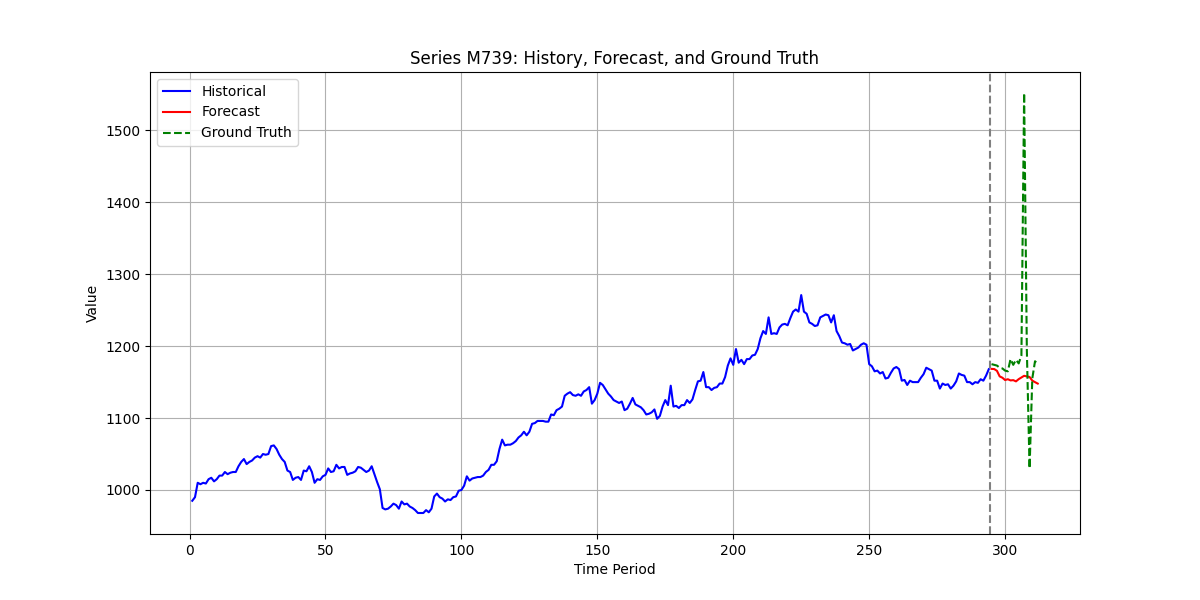 Series M739: History, Forecast, and Ground Truth
Historical
Forecast
Ground Truth
Value
1500
1400
1300
1200
1100
1000
0 50 100 150 200 250 300
Time Period